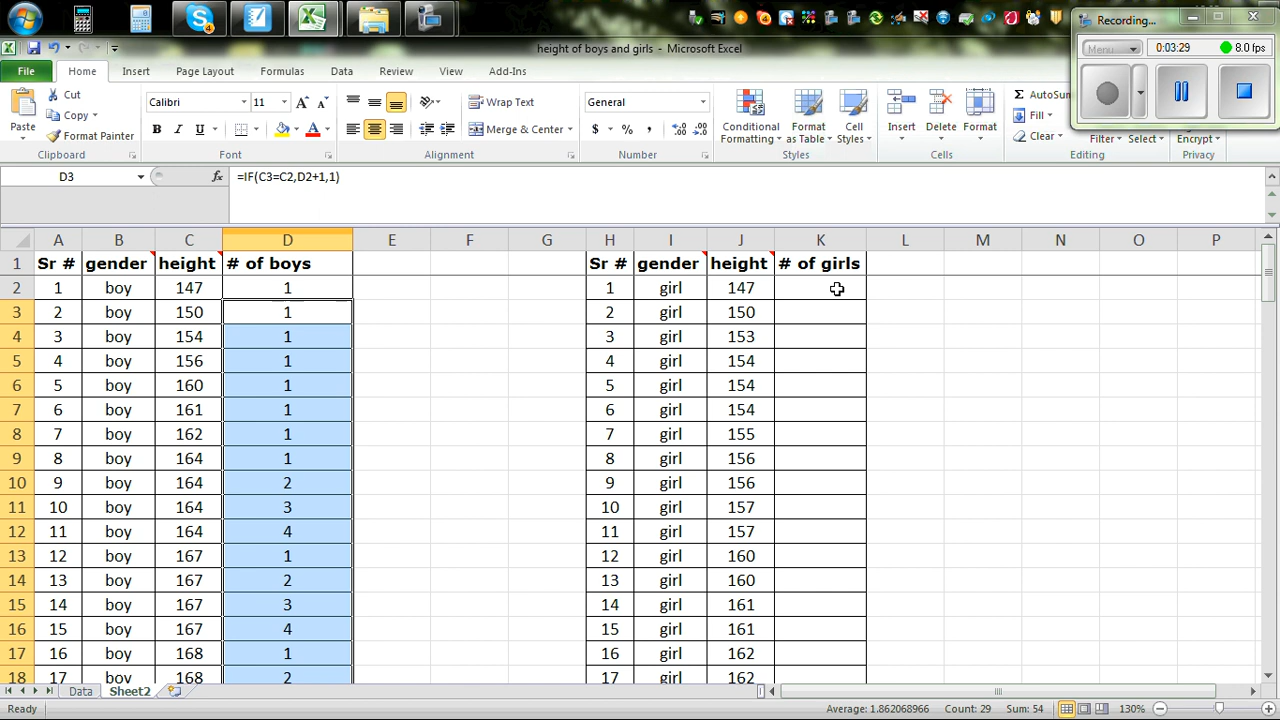 Recording...
Menu
0:03:29
8.0 fps
4
height of boys and girls - Microsoft Excel
File
Home
Insert
Page Layout
Formulas
Data
Review
View
Add-Ins
Paste
Cut
Copy
Format Painter
Clipboard
Calibri
11
B I U
Font
Wrap Text
Merge & Center
Alignment
General
$ % ,
Number
Conditional Formatting
Format as Table
Cell Styles
Styles
Insert
Delete
Format
Cells
Σ AutoSum
Fill
Clear
Filter
Editing
Encrypt
Privacy
D3
fx
=IF(C3=C2,D2+1,1)
A B C D E F G H I J K L M N O P
1 Sr # gender height # of boys Sr # gender height # of girls
2 1 boy 147 1 1 girl 147
3 2 boy 150 1 2 girl 150
4 3 boy 154 1 3 girl 153
5 4 boy 156 1 4 girl 154
6 5 boy 160 1 5 girl 154
7 6 boy 161 1 6 girl 154
8 7 boy 162 1 7 girl 155
9 8 boy 164 1 8 girl 156
10 9 boy 164 2 9 girl 156
11 10 boy 164 3 10 girl 157
12 11 boy 164 4 11 girl 157
13 12 boy 167 1 12 girl 160
14 13 boy 167 2 13 girl 160
15 14 boy 167 3 14 girl 161
16 15 boy 167 4 15 girl 161
17 16 boy 168 1 16 girl 162
18 17 boy 168 2 17 girl 162
Data
Sheet2
Ready
Average: 1.862068966
Count: 29
Sum: 54
130%